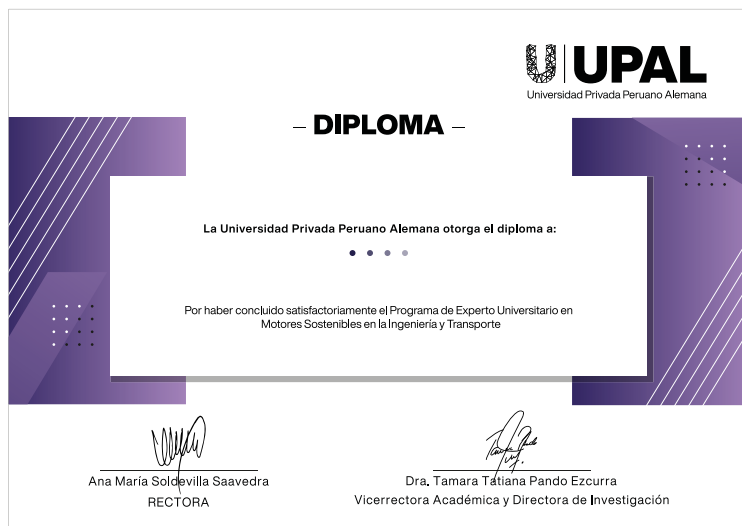 UPAL
Universidad Privada Peruano Alemana
– DIPLOMA –
La Universidad Privada Peruano Alemana otorga el diploma a:
Por haber concluido satisfactoriamente el Programa de Experto Universitario en
Motores Sostenibles en la Ingeniería y Transporte
Ana María Soldevilla Saavedra
RECTORA
Dra. Tamara Tatiana Pando Ezcurra
Vicerrectora Académica y Directora de Investigación